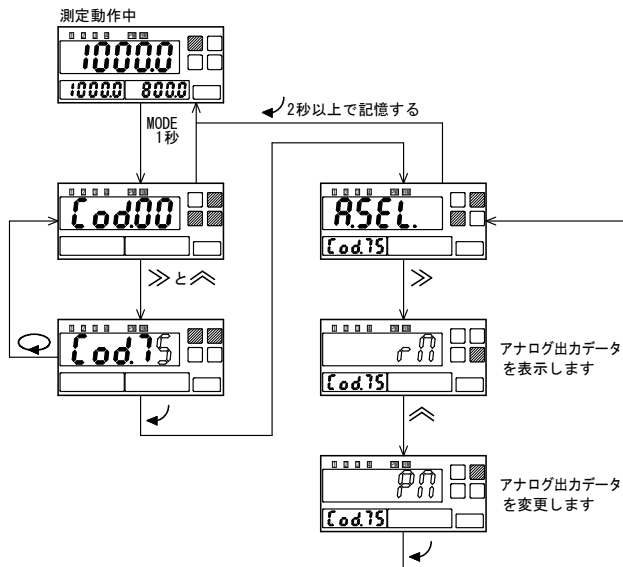 測定動作中
1000.0
1000.0 800.0
MODE
1秒
2秒以上で記憶する
Cod.00
A.SEL.
Cod.75
≫と︽
≫
Cod.75
rM
Cod.75
アナログ出力データ
を表示します
︽
PM
Cod.75
アナログ出力データ
を変更します